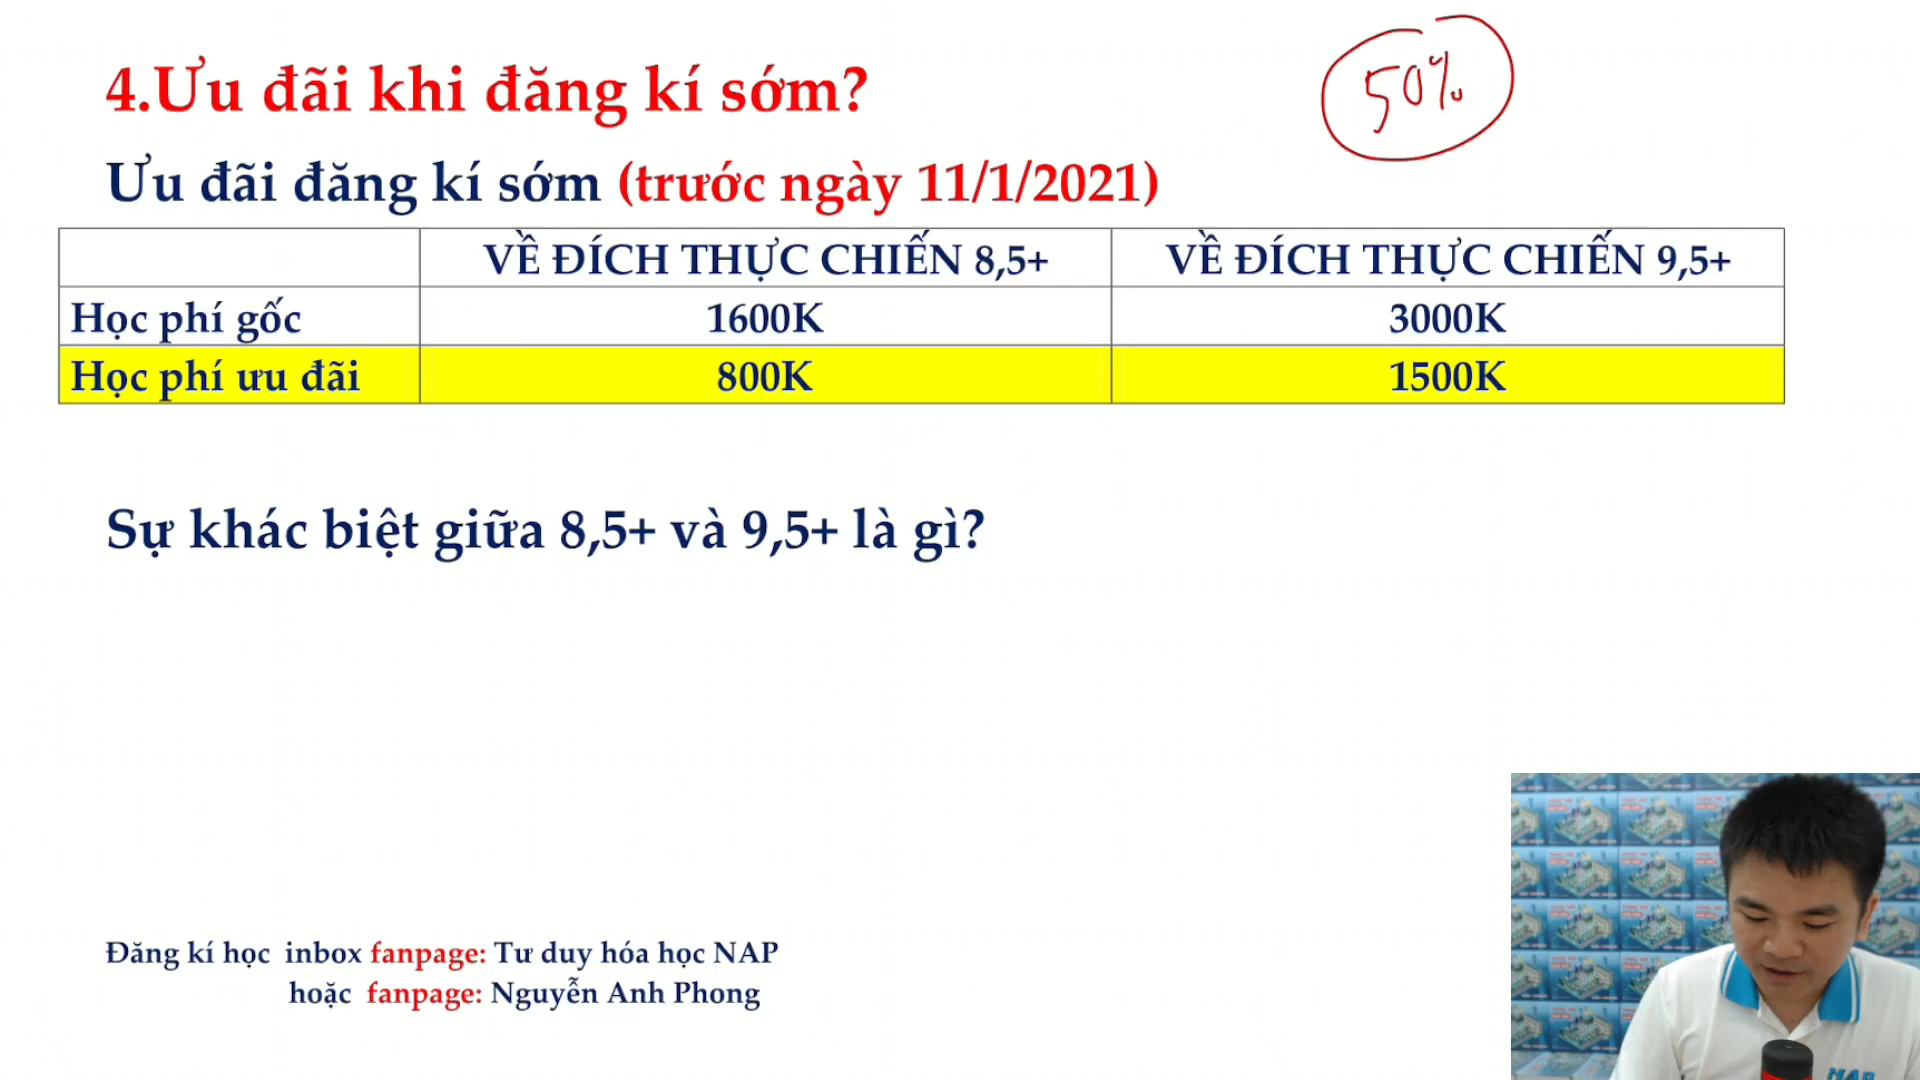 4.Ưu đãi khi đăng kí sớm?
50%
Ưu đãi đăng kí sớm (trước ngày 11/1/2021)
VỀ ĐÍCH THỰC CHIẾN 8,5+ VỀ ĐÍCH THỰC CHIẾN 9,5+
Học phí gốc 1600K 3000K
Học phí ưu đãi 800K 1500K
Sự khác biệt giữa 8,5+ và 9,5+ là gì?
Đăng kí học inbox fanpage: Tư duy hóa học NAP
hoặc fanpage: Nguyễn Anh Phong
NAP